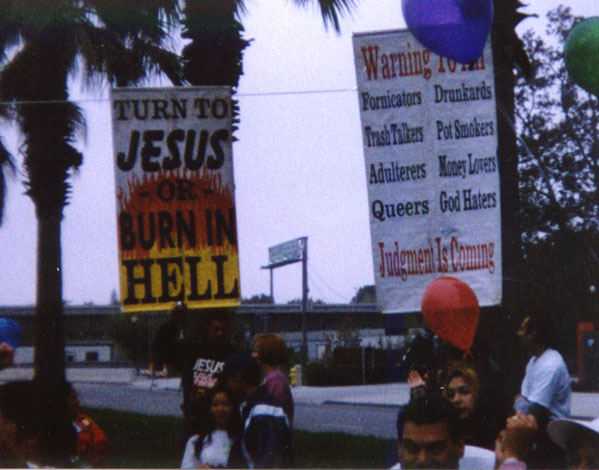 TURN TO
JESUS
- OR -
BURN IN
HELL
Warning To All
Fornicators Drunkards
Trash Talkers Pot Smokers
Adulterers Money Lovers
Queers God Haters
Judgment Is Coming
JESUS